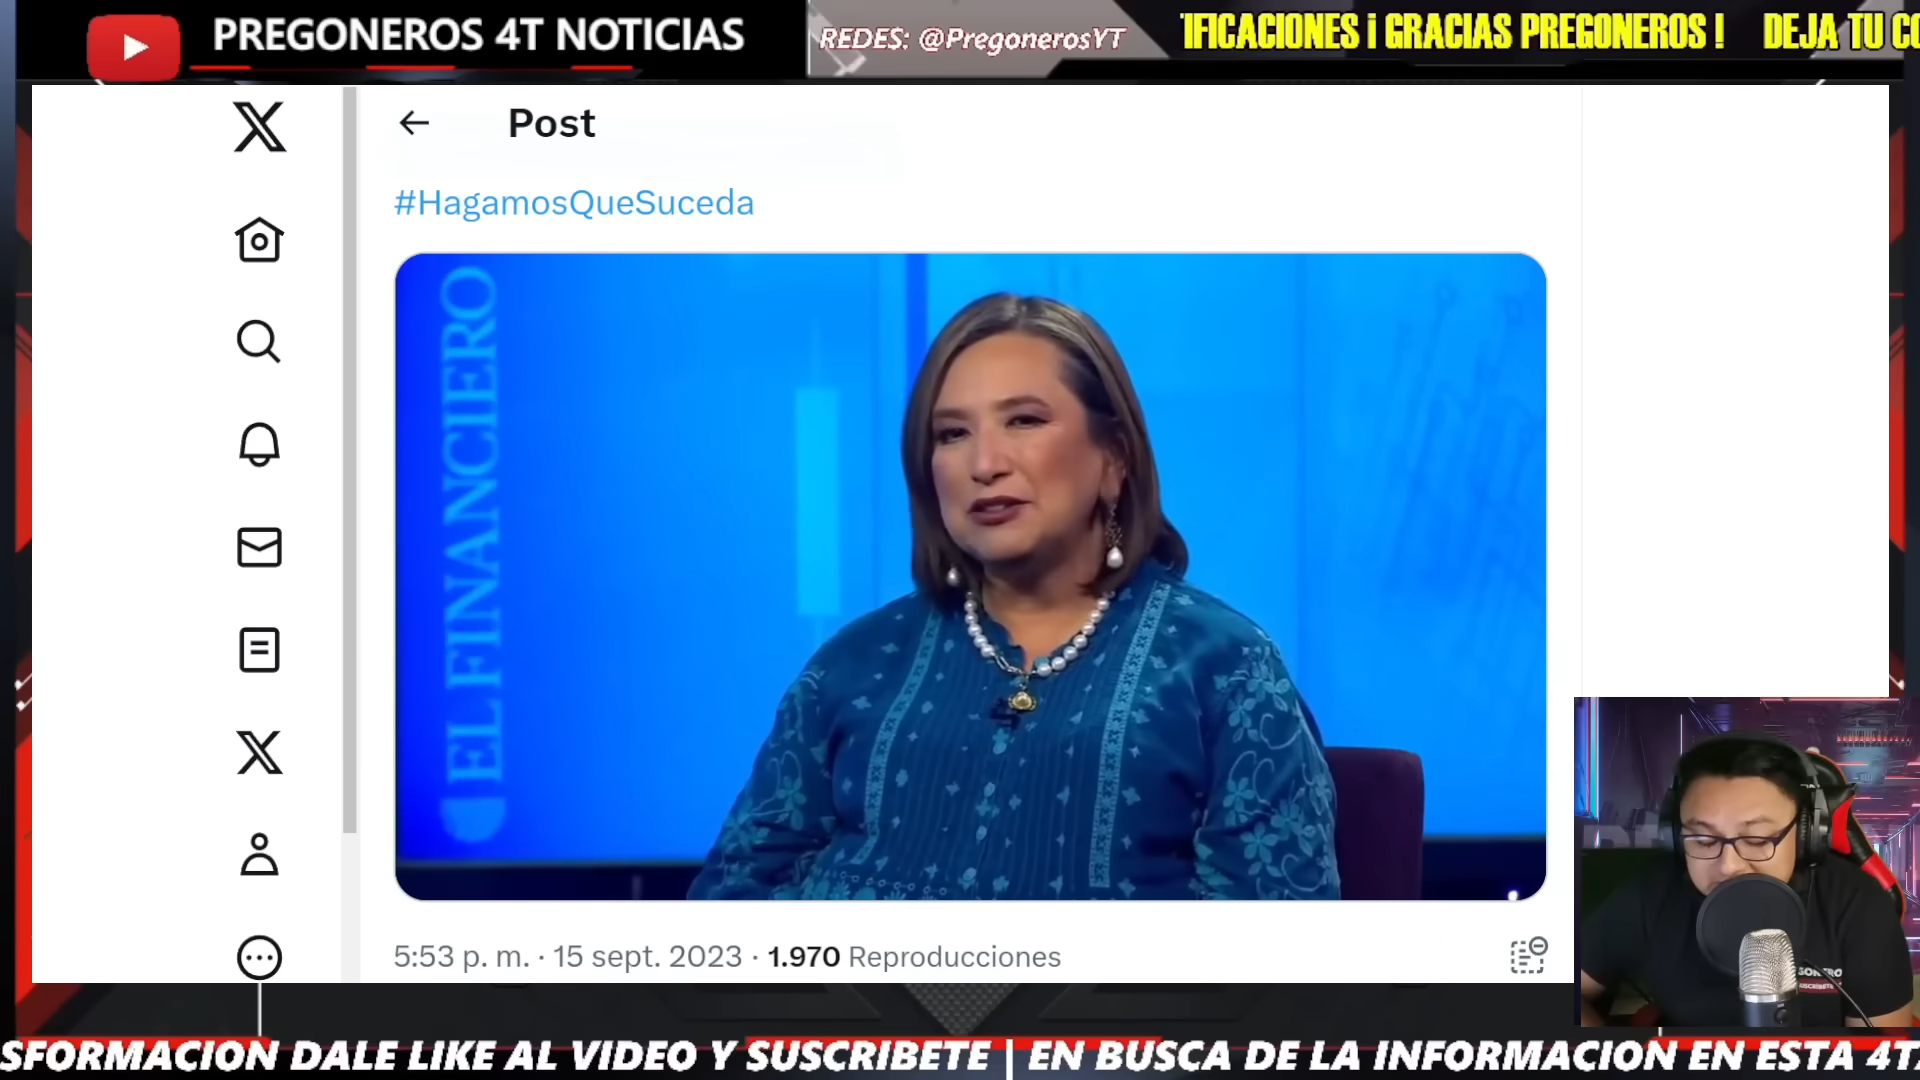 PREGONEROS 4T NOTICIAS
REDES: @PregonerosYT
IFICACIONES ¡ GRACIAS PREGONEROS ! DEJA TU CO
Post
#HagamosQueSuceda
EL FINANCIERO
5:53 p. m. · 15 sept. 2023 · 1.970 Reproducciones
SFORMACION DALE LIKE AL VIDEO Y SUSCRIBETE | EN BUSCA DE LA INFORMACION EN ESTA 4T